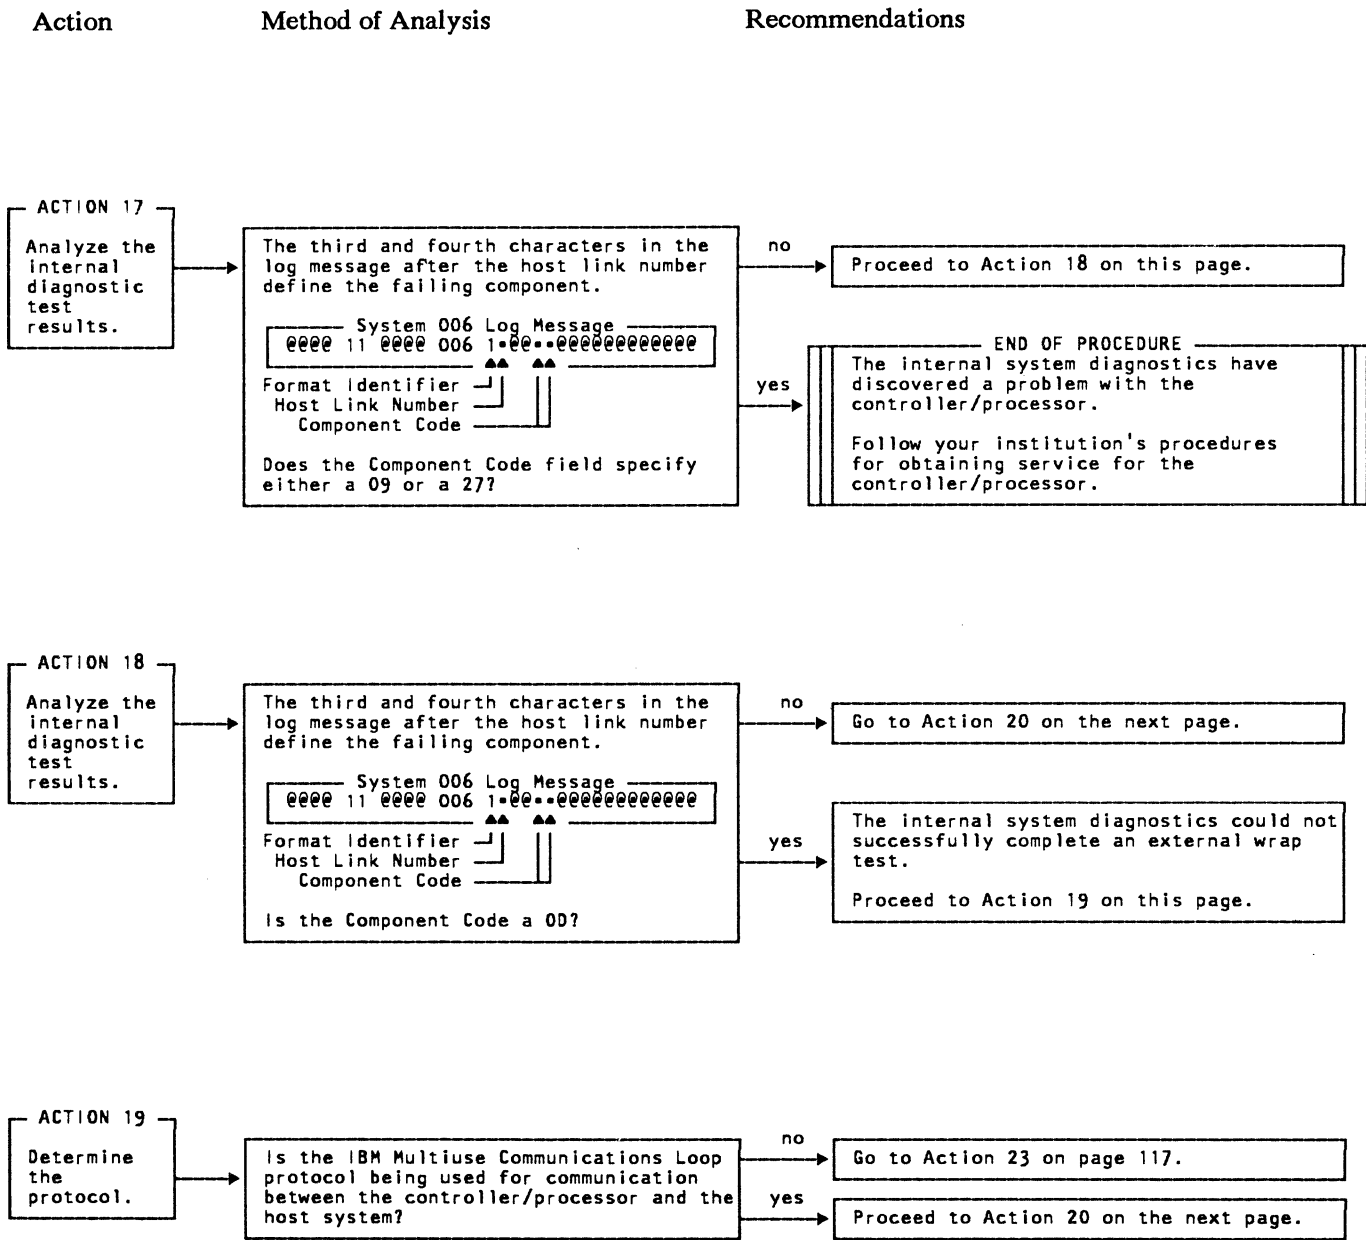 Action Method of Analysis Recommendations
ACTION 17
Analyze the
internal
diagnostic
test
results.
The third and fourth characters in the
log message after the host link number
define the failing component.
System 006 Log Message
@@@@ 11 @@@@ 006 1▪@@▪▪@@@@@@@@@@@@
Format Identifier
Host Link Number
Component Code
Does the Component Code field specify
either a 09 or a 27?
no
Proceed to Action 18 on this page.
yes
END OF PROCEDURE
The internal system diagnostics have
discovered a problem with the
controller/processor.
Follow your institution's procedures
for obtaining service for the
controller/processor.
ACTION 18
Analyze the
internal
diagnostic
test
results.
The third and fourth characters in the
log message after the host link number
define the failing component.
System 006 Log Message
@@@@ 11 @@@@ 006 1▪@@▪▪@@@@@@@@@@@@
Format Identifier
Host Link Number
Component Code
Is the Component Code a 0D?
no
Go to Action 20 on the next page.
yes
The internal system diagnostics could not
successfully complete an external wrap
test.
Proceed to Action 19 on this page.
ACTION 19
Determine
the
protocol.
Is the IBM Multiuse Communications Loop
protocol being used for communication
between the controller/processor and the
host system?
no
Go to Action 23 on page 117.
yes
Proceed to Action 20 on the next page.